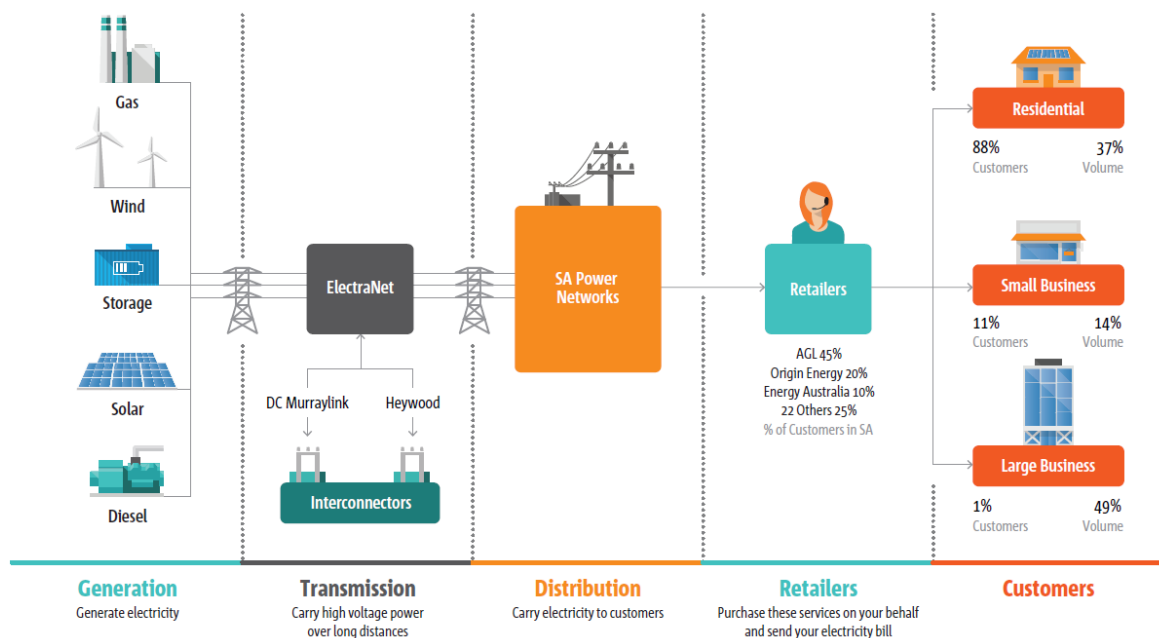 Gas
Wind
Storage
Solar
Diesel
ElectraNet
DC Murraylink
Heywood
Interconnectors
SA Power
Networks
Retailers
AGL 45%
Origin Energy 20%
Energy Australia 10%
22 Others 25%
% of Customers in SA
Residential
88% 37%
Customers Volume
Small Business
11% 14%
Customers Volume
Large Business
1% 49%
Customers Volume
Generation
Generate electricity
Transmission
Carry high voltage power
over long distances
Distribution
Carry electricity to customers
Retailers
Purchase these services on your behalf
and send your electricity bill
Customers